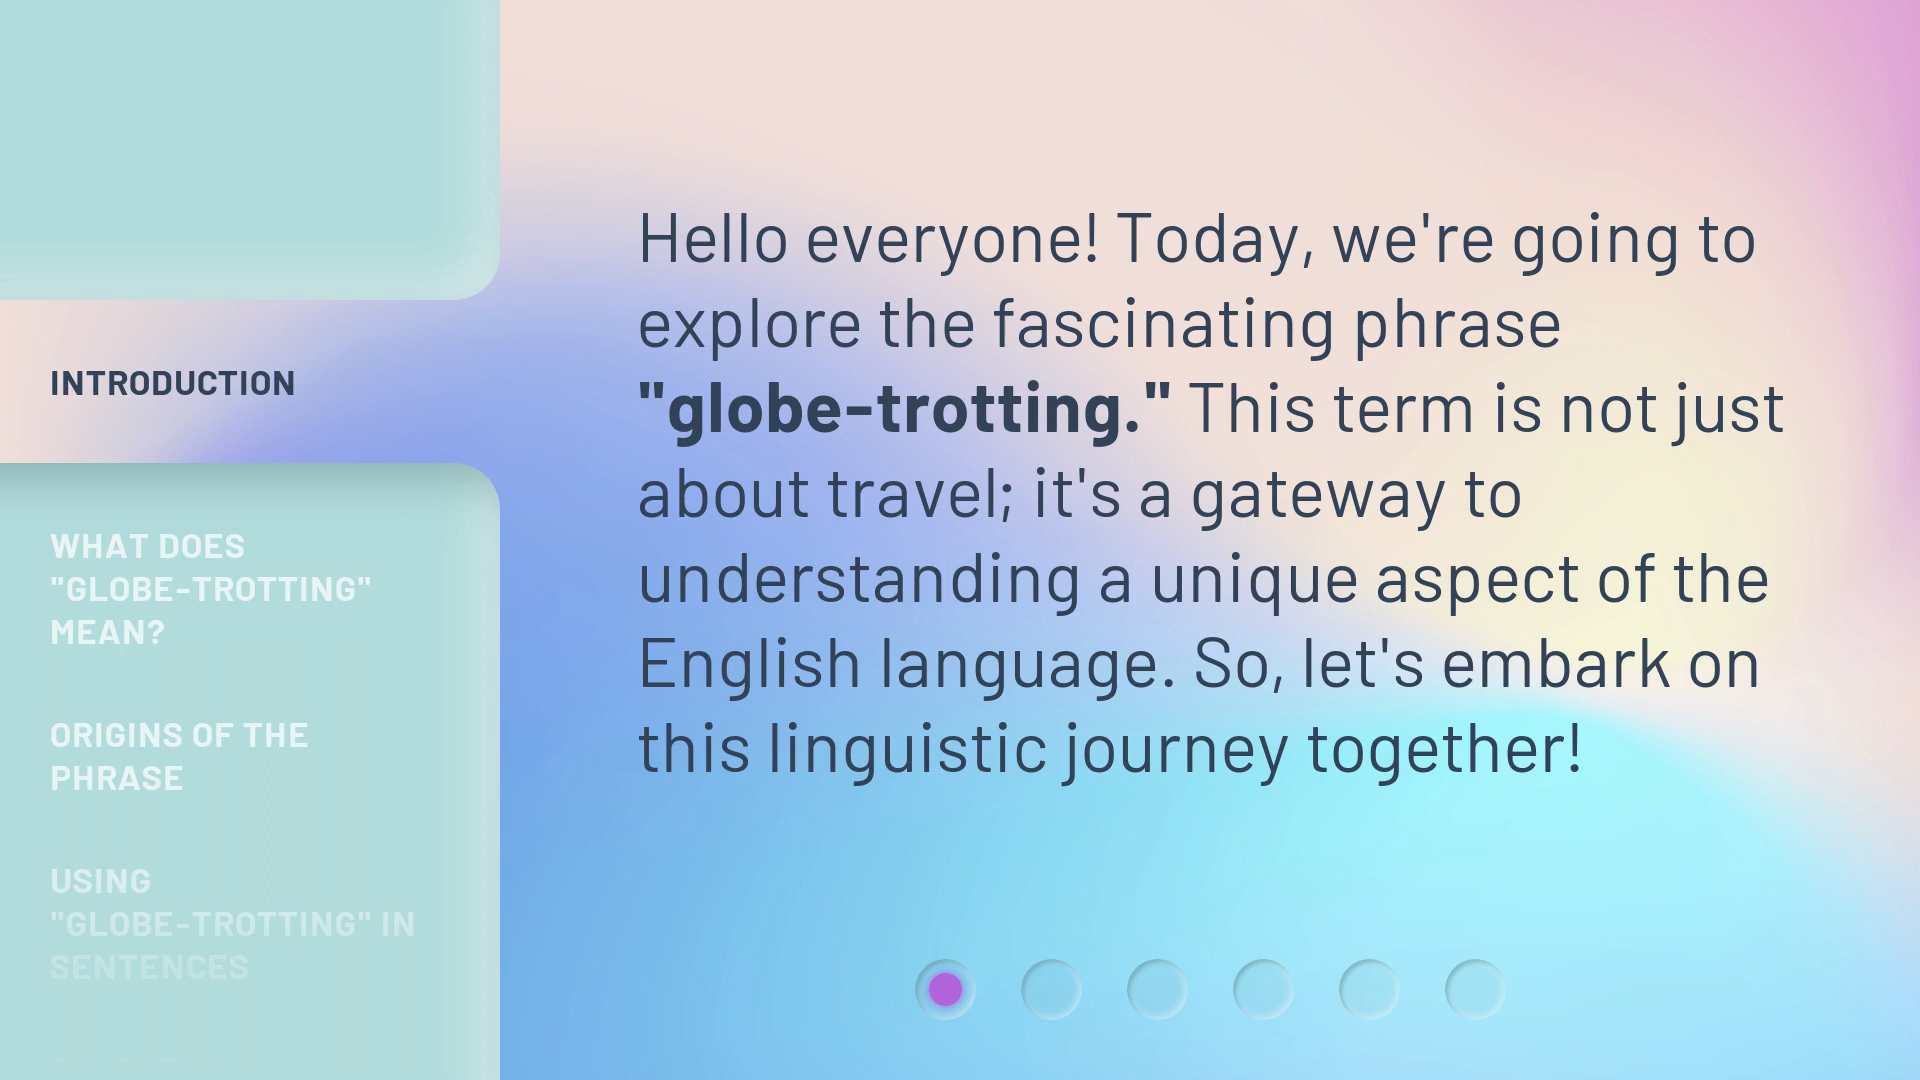 INTRODUCTION
WHAT DOES
"GLOBE-TROTTING"
MEAN?
ORIGINS OF THE
PHRASE
USING
"GLOBE-TROTTING" IN
SENTENCES
Hello everyone! Today, we're going to
explore the fascinating phrase
"globe-trotting." This term is not just
about travel; it's a gateway to
understanding a unique aspect of the
English language. So, let's embark on
this linguistic journey together!